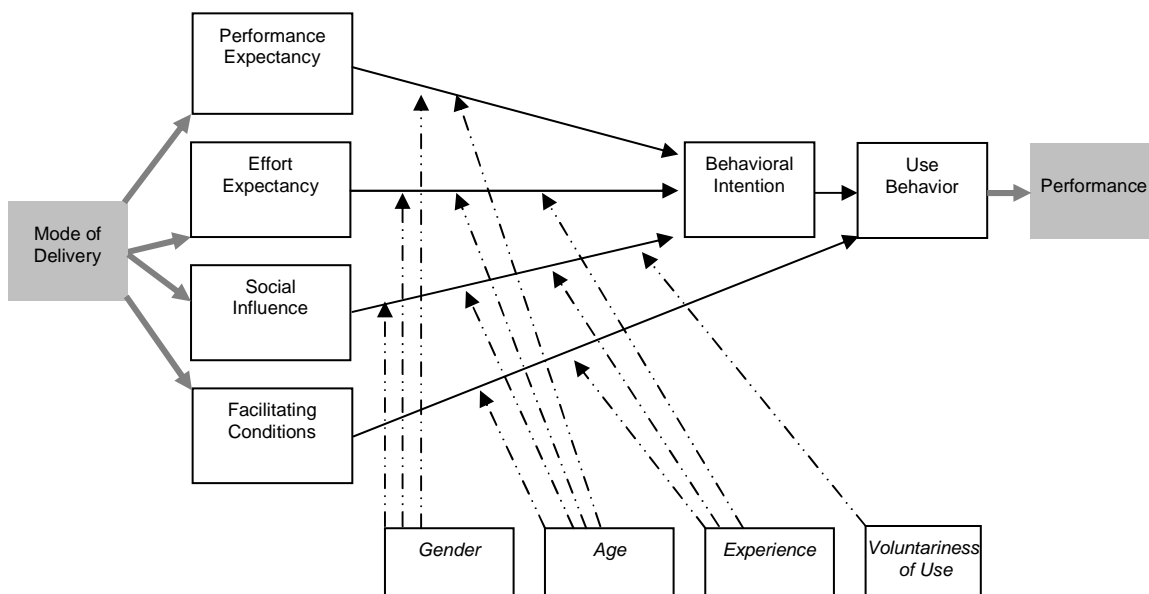 Performance
Expectancy
Effort
Expectancy
Behavioral
Intention
Use
Behavior
Performance
Mode of
Delivery
Social
Influence
Facilitating
Conditions
Gender
Age
Experience
Voluntariness
of Use